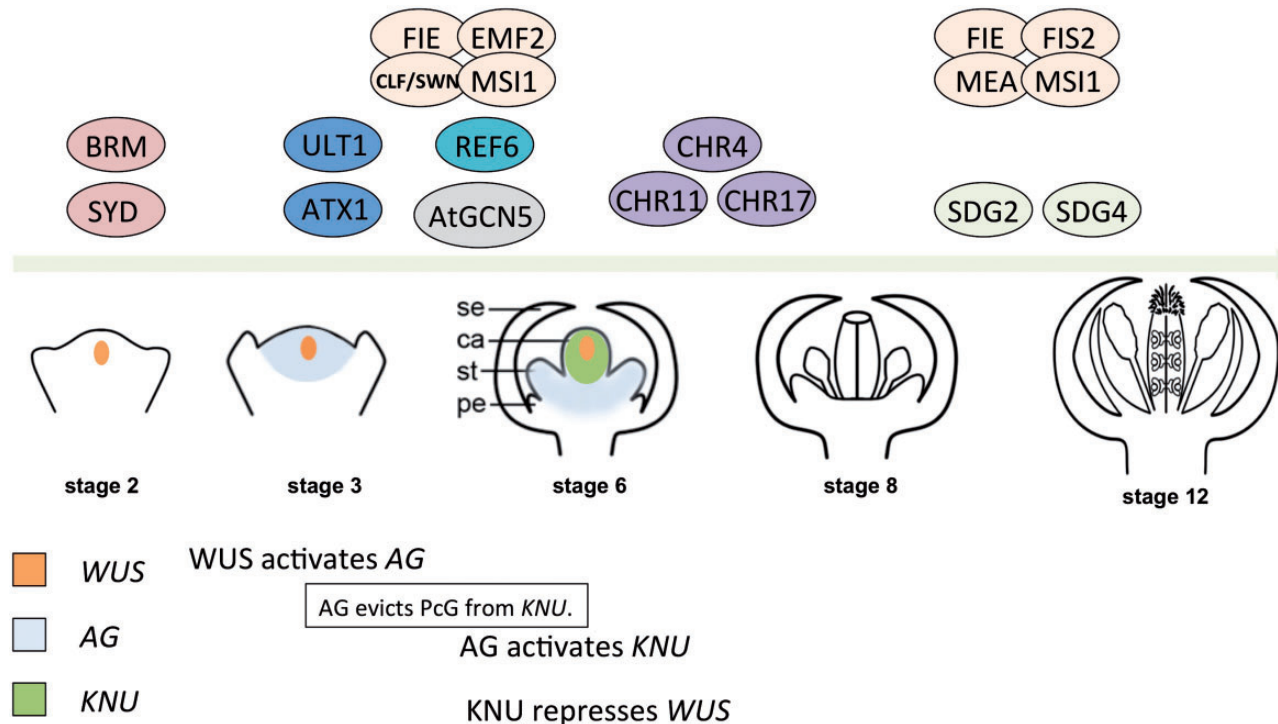 FIE EMF2
CLF/SWN MSI1
FIE FIS2
MEA MSI1
BRM ULT1 REF6 CHR4
SYD ATX1 AtGCN5 CHR11 CHR17 SDG2 SDG4
se
ca
st
pe
stage 2 stage 3 stage 6 stage 8 stage 12
WUS WUS activates AG
AG evicts PcG from KNU.
AG AG activates KNU
KNU KNU represses WUS